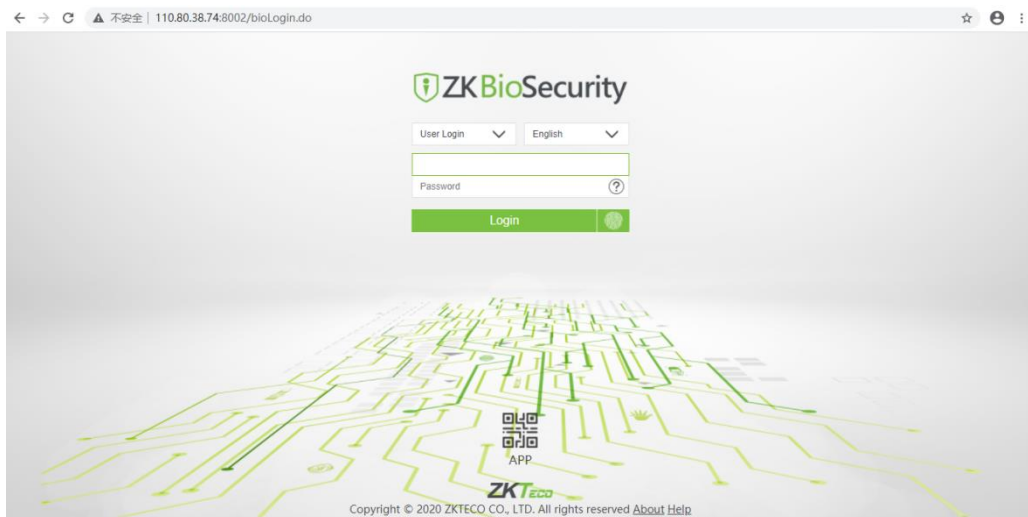 不安全 | 110.80.38.74:8002/bioLogin.do
ZKBioSecurity
User Login English
Password
Login
APP
ZKTECO
Copyright © 2020 ZKTECO CO., LTD. All rights reserved About Help